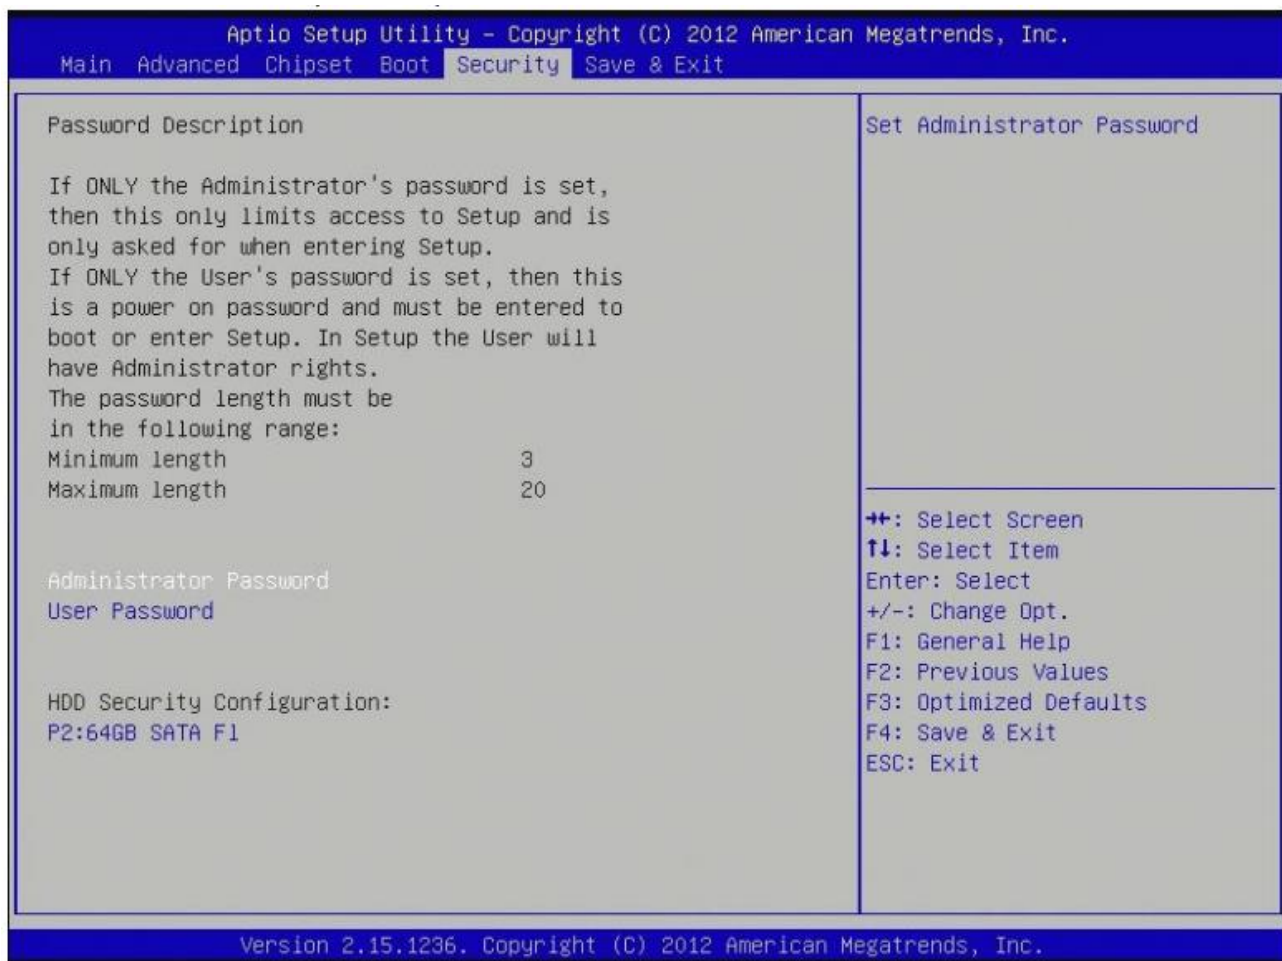 Aptio Setup Utility - Copyright (C) 2012 American Megatrends, Inc.
Main Advanced Chipset Boot Security Save & Exit
Password Description
If ONLY the Administrator's password is set,
then this only limits access to Setup and is
only asked for when entering Setup.
If ONLY the User's password is set, then this
is a power on password and must be entered to
boot or enter Setup. In Setup the User will
have Administrator rights.
The password length must be
in the following range:
Minimum length 3
Maximum length 20
Administrator Password
User Password
HDD Security Configuration:
P2:64GB SATA Fl
Set Administrator Password
→←: Select Screen
↑↓: Select Item
Enter: Select
+/-: Change Opt.
F1: General Help
F2: Previous Values
F3: Optimized Defaults
F4: Save & Exit
ESC: Exit
Version 2.15.1236. Copyright (C) 2012 American Megatrends, Inc.